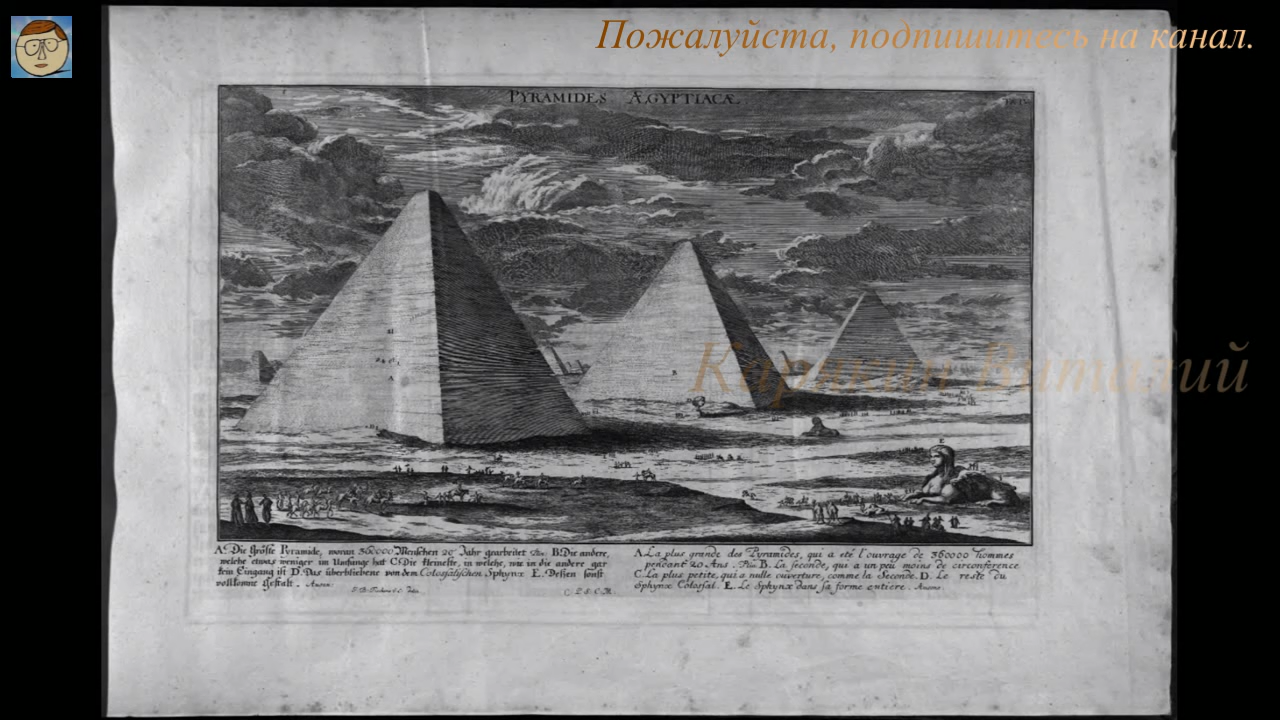 Пожалуйста, подпишитесь на канал.
PYRAMIDES ÆGYPTIACÆ.
Карякин Виталий
A. Die Gröste Pyramide, woran 360000 Menschen 20 Jahr gearbeitet B. Die andere,
welche etwas weniger im Umfange hat C. Die kleineste, in welche, wie in die andere gar
kein Eingang ist D. Das überbliebene von dem Colossalischen Sphynx E. Dessen sonst
vollkomne Gestalt.
A. La plus grande des Pyramides, qui a eté l'ouvrage de 360000 hommes
pendant 20 Ans. Plin. B. La seconde, qui a un peu moins de circonference
C. La plus petite, qui a nulle ouverture, comme la Seconde. D. Le reste du
Sphynx Colossal. E. Le Sphynx dans sa forme entiere.
C. P. S. C. M.